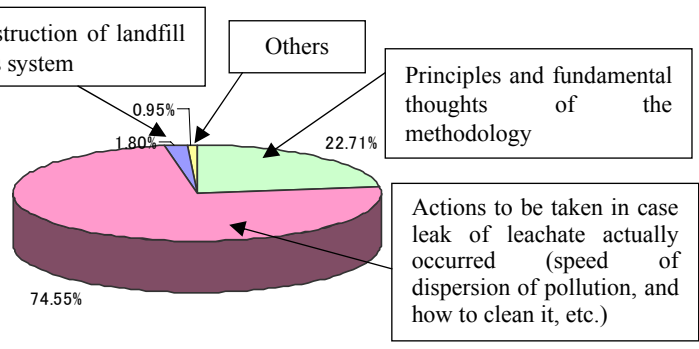 struction of landfill
system
Others
Principles and fundamental
thoughts of the
methodology
0.95%
1.80%
22.71%
Actions to be taken in case
leak of leachate actually
occurred (speed of
dispersion of pollution, and
how to clean it, etc.)
74.55%